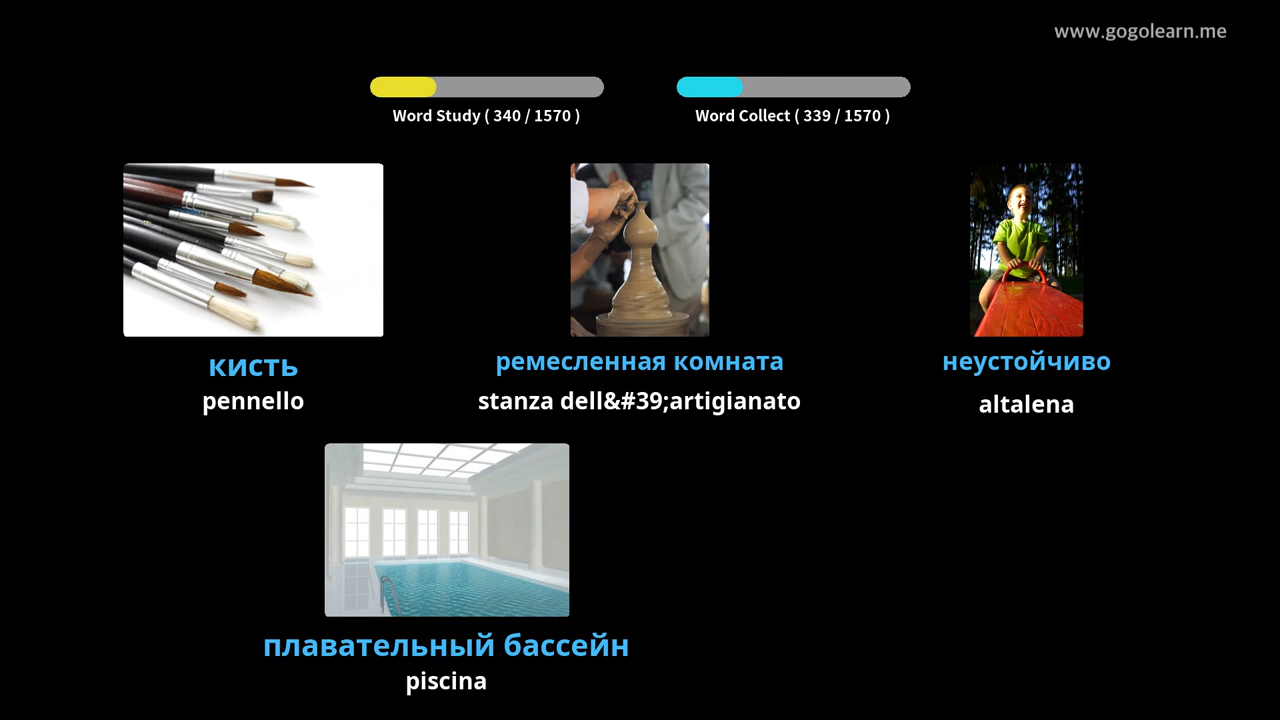 www.gogolearn.me
Word Study ( 340 / 1570 )
Word Collect ( 339 / 1570 )
кисть
pennello
ремесленная комната
stanza dell&#39;artigianato
неустойчиво
altalena
плавательный бассейн
piscina